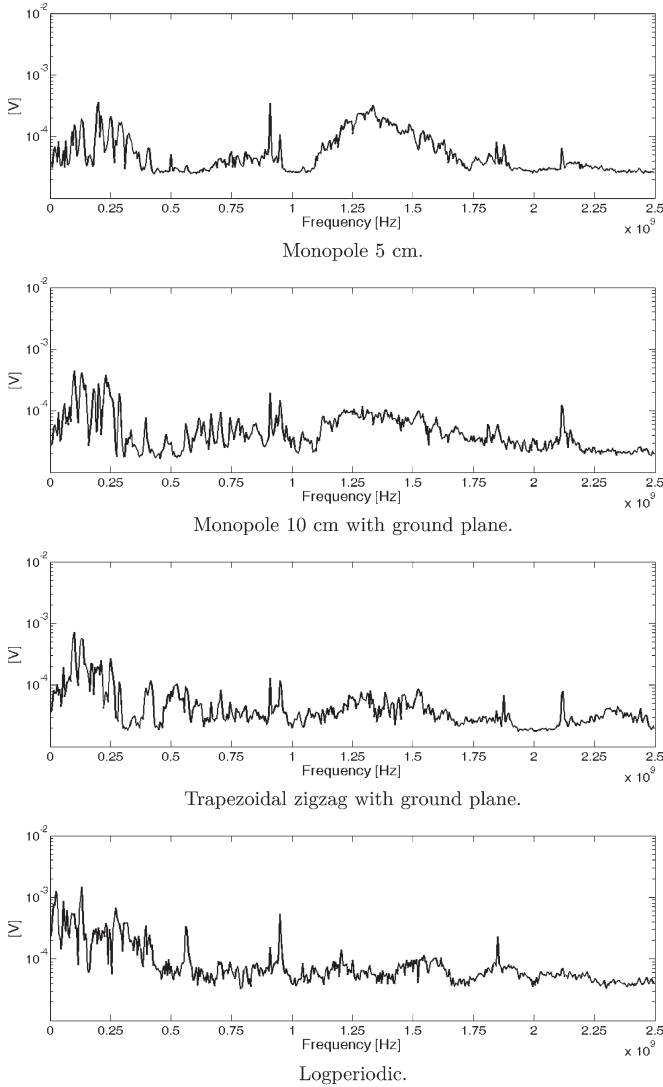 10^-2
10^-3
10^-4
[V]
0 0.25 0.5 0.75 1 1.25 1.5 1.75 2 2.25 2.5
Frequency [Hz]
x 10^9
Monopole 5 cm.
10^-2
10^-3
10^-4
[V]
0 0.25 0.5 0.75 1 1.25 1.5 1.75 2 2.25 2.5
Frequency [Hz]
x 10^9
Monopole 10 cm with ground plane.
10^-2
10^-3
10^-4
[V]
0 0.25 0.5 0.75 1 1.25 1.5 1.75 2 2.25 2.5
Frequency [Hz]
x 10^9
Trapezoidal zigzag with ground plane.
10^-2
10^-3
10^-4
[V]
0 0.25 0.5 0.75 1 1.25 1.5 1.75 2 2.25 2.5
Frequency [Hz]
x 10^9
Logperiodic.